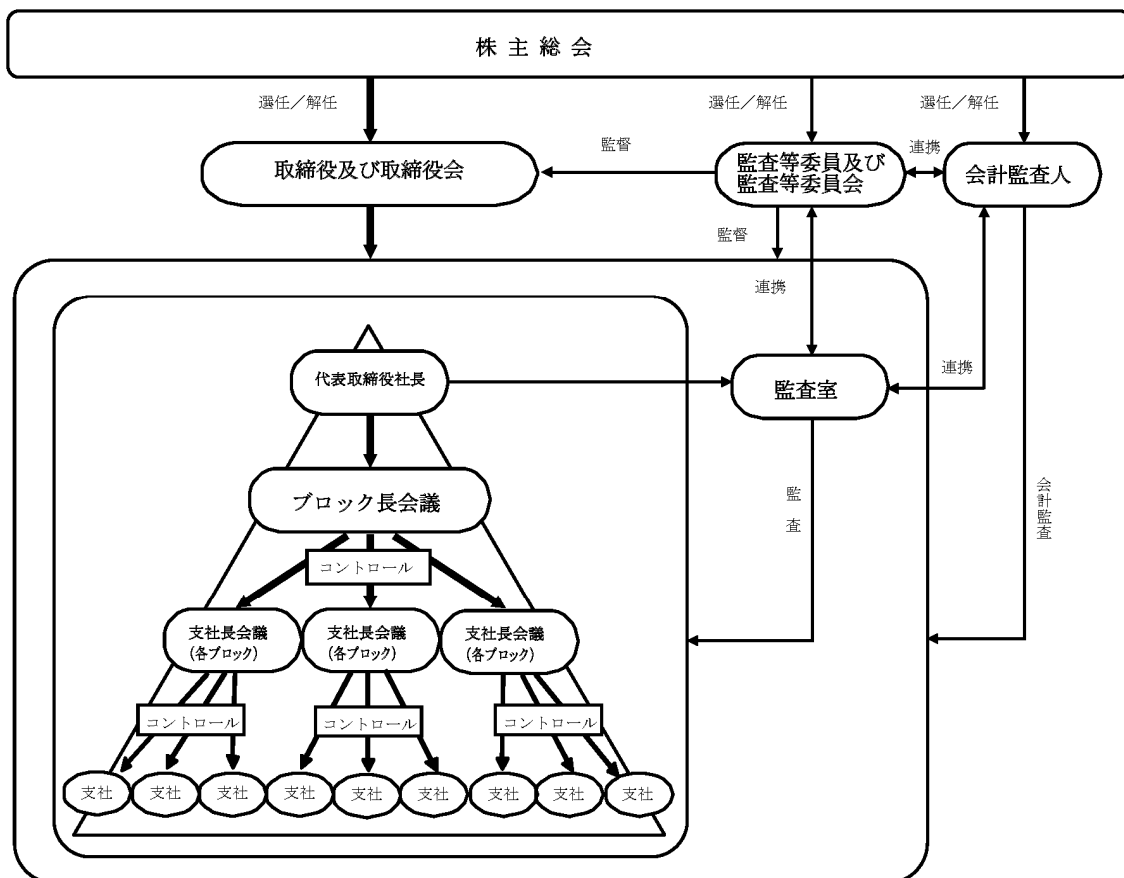 株主総会
選任／解任
選任／解任
選任／解任
取締役及び取締役会
監督
監査等委員及び
監査等委員会
連携
会計監査人
監督
連携
代表取締役社長
監査室
連携
ブロック長会議
監査
会計監査
コントロール
支社長会議
(各ブロック)
支社長会議
(各ブロック)
支社長会議
(各ブロック)
コントロール
コントロール
コントロール
支社
支社
支社
支社
支社
支社
支社
支社
支社